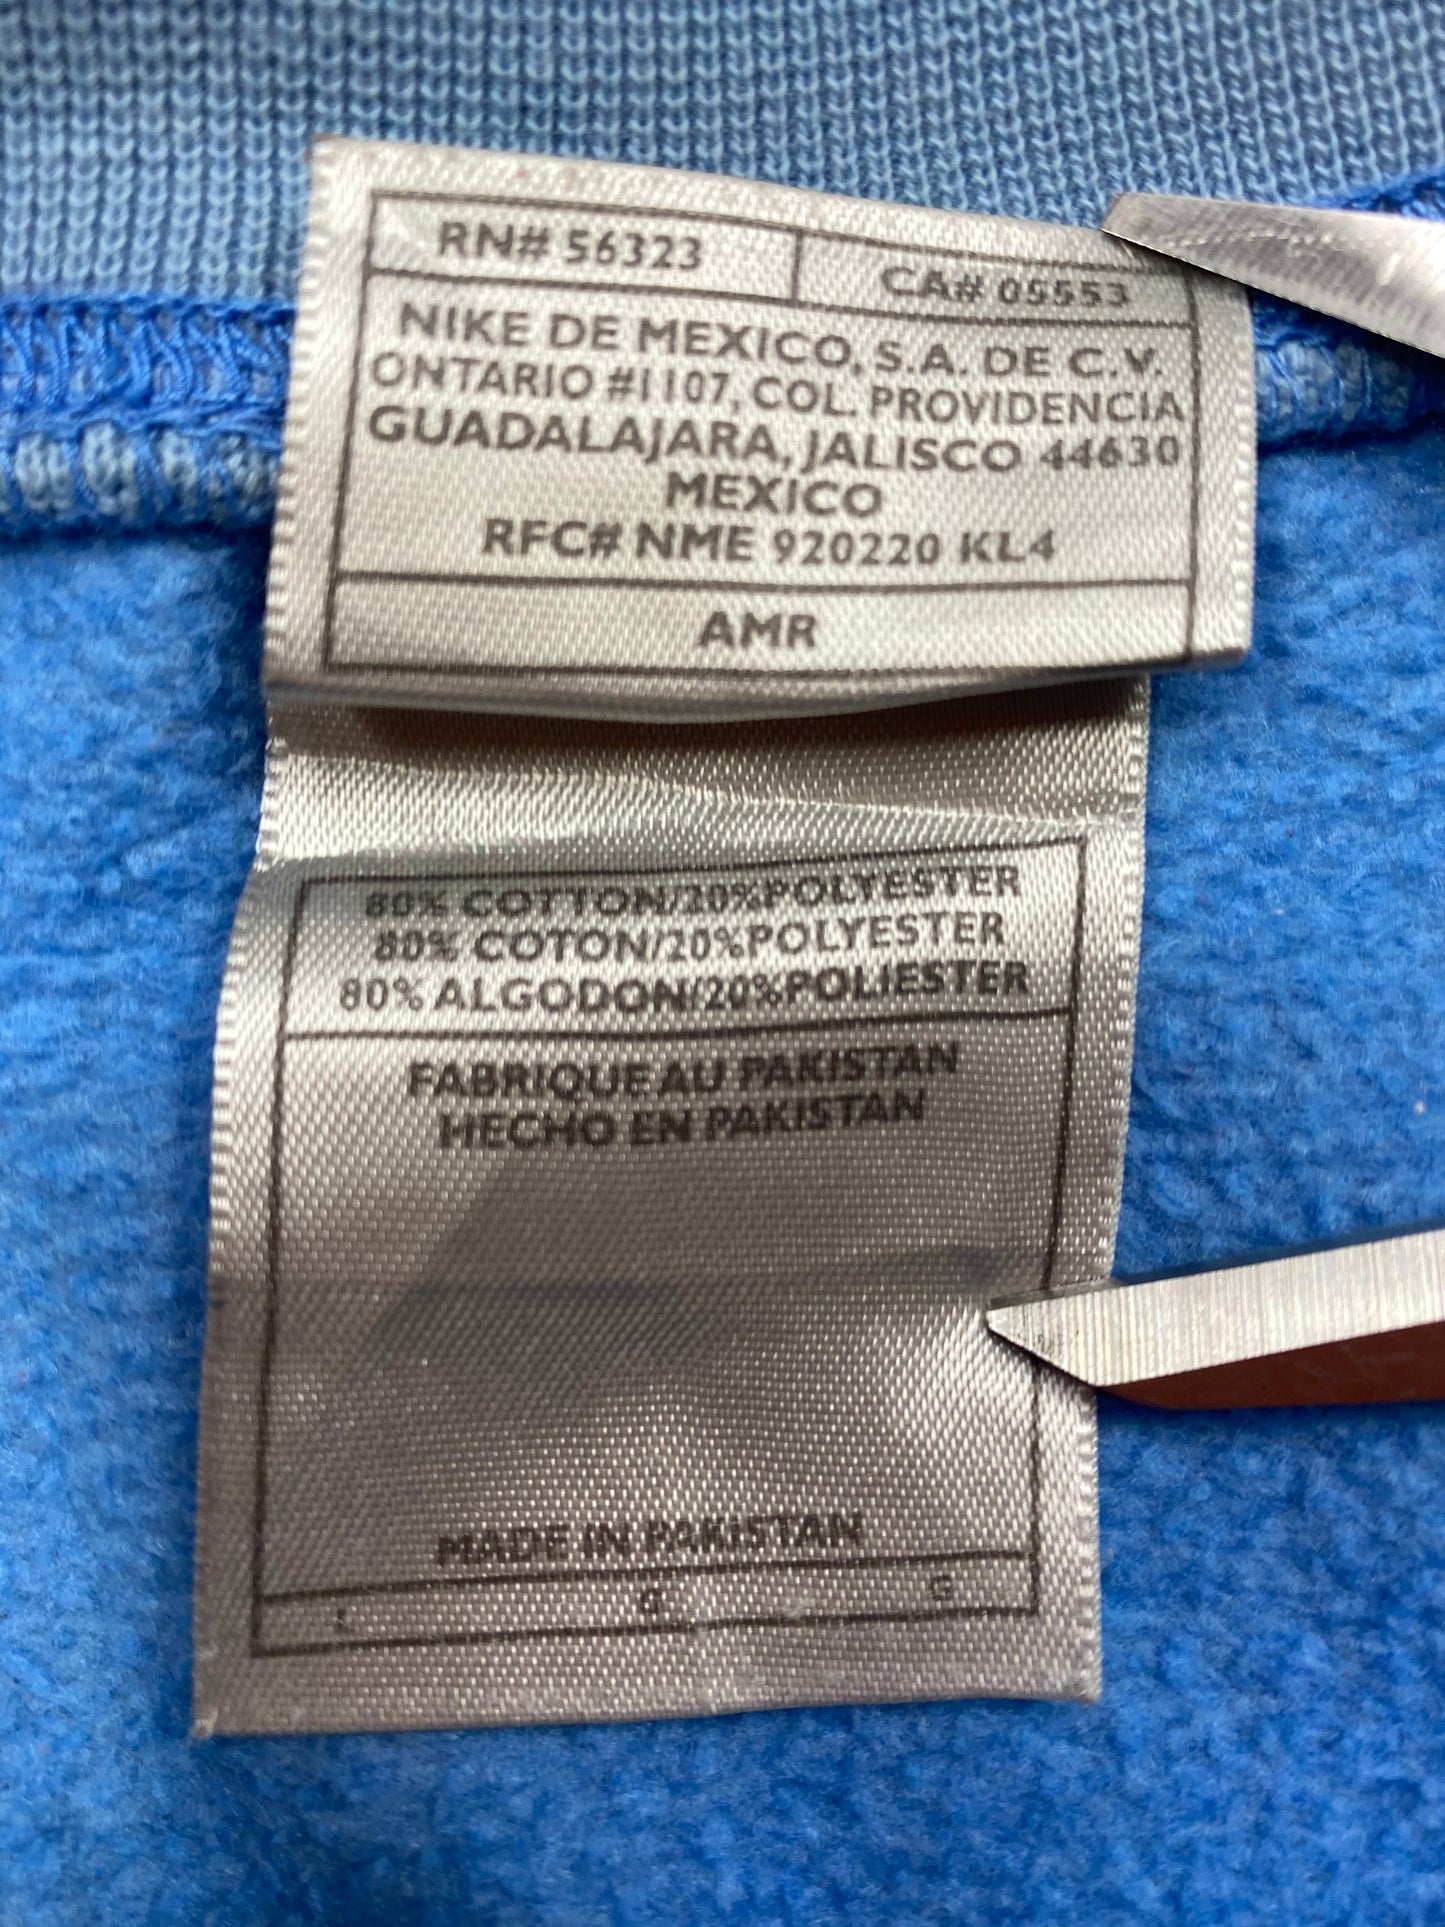 RN# 56323
CA# 05553
NIKE DE MEXICO, S.A. DE C.V.
ONTARIO #1107, COL. PROVIDENCIA
GUADALAJARA, JALISCO 44630
MEXICO
RFC# NME 920220 KL4
AMR
80% COTTON/20%POLYESTER
80% COTON/20%POLYESTER
80% ALGODON/20%POLIESTER
FABRIQUE AU PAKISTAN
HECHO EN PAKISTAN
MADE IN PAKISTAN
G G